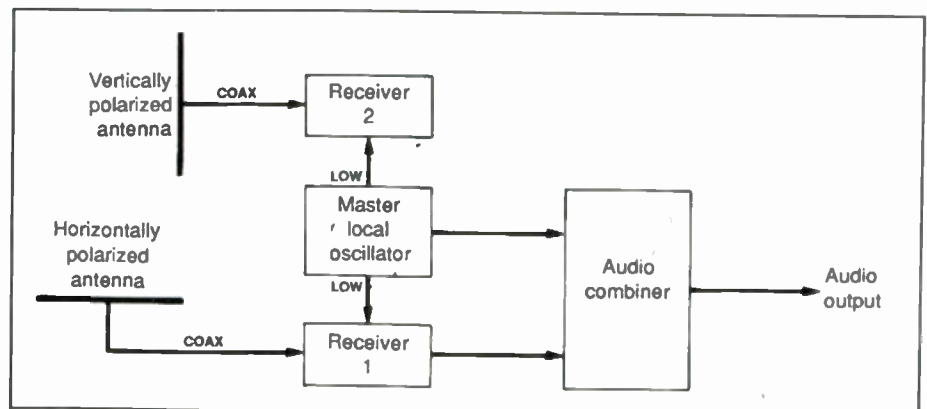 Vertically
polarized
antenna
COAX
Receiver
2
LOW
Master
local
oscillator
LOW
Horizontally
polarized
antenna
COAX
Receiver
1
Audio
combiner
Audio
output